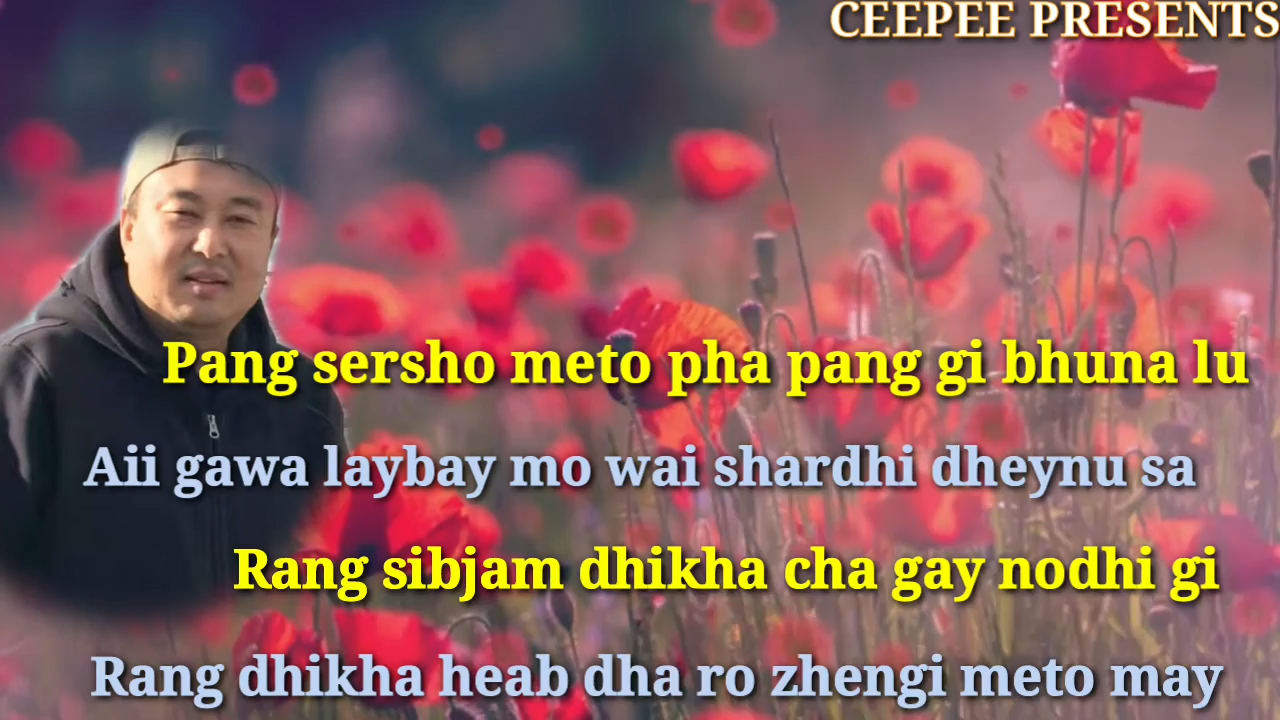 CEEPEE PRESENTS
Pang sersho meto pha pang gi bhuna lu
Aii gawa laybay mo wai shardhi dheynu sa
Rang sibjam dhikha cha gay nodhi gi
Rang dhikha heab dha ro zhengi meto may